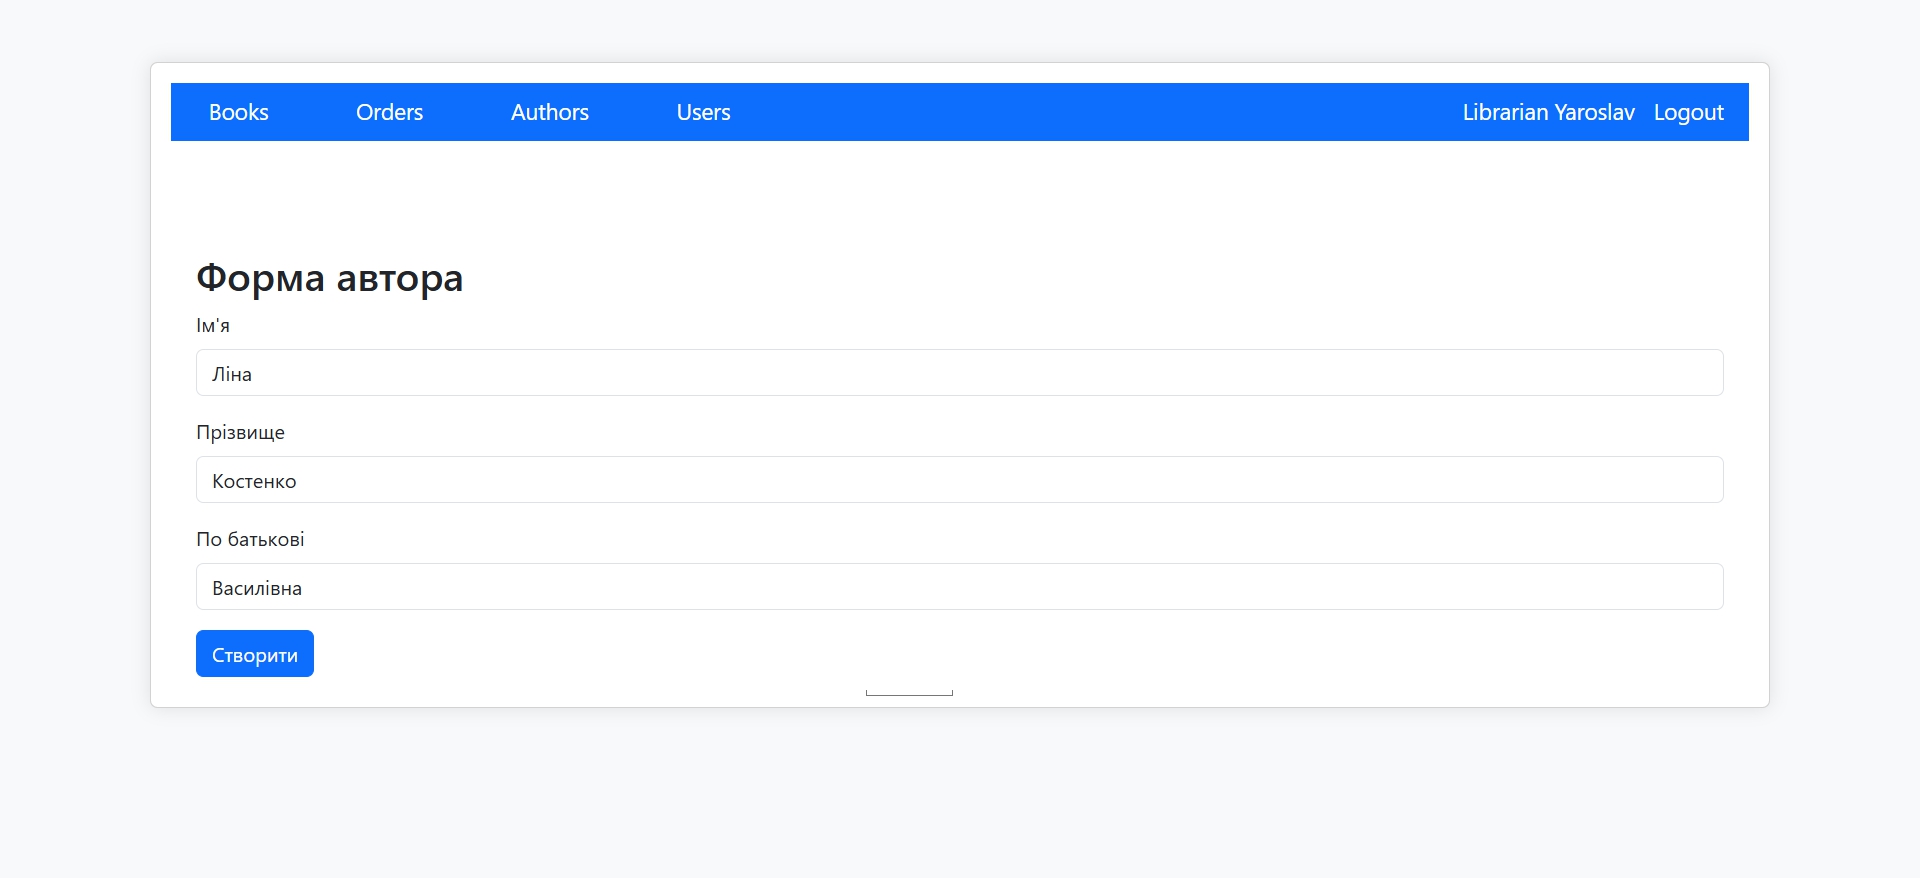 Books Orders Authors Users Librarian Yaroslav Logout
Форма автора
Ім'я
Ліна
Прізвище
Костенко
По батькові
Василівна
Створити